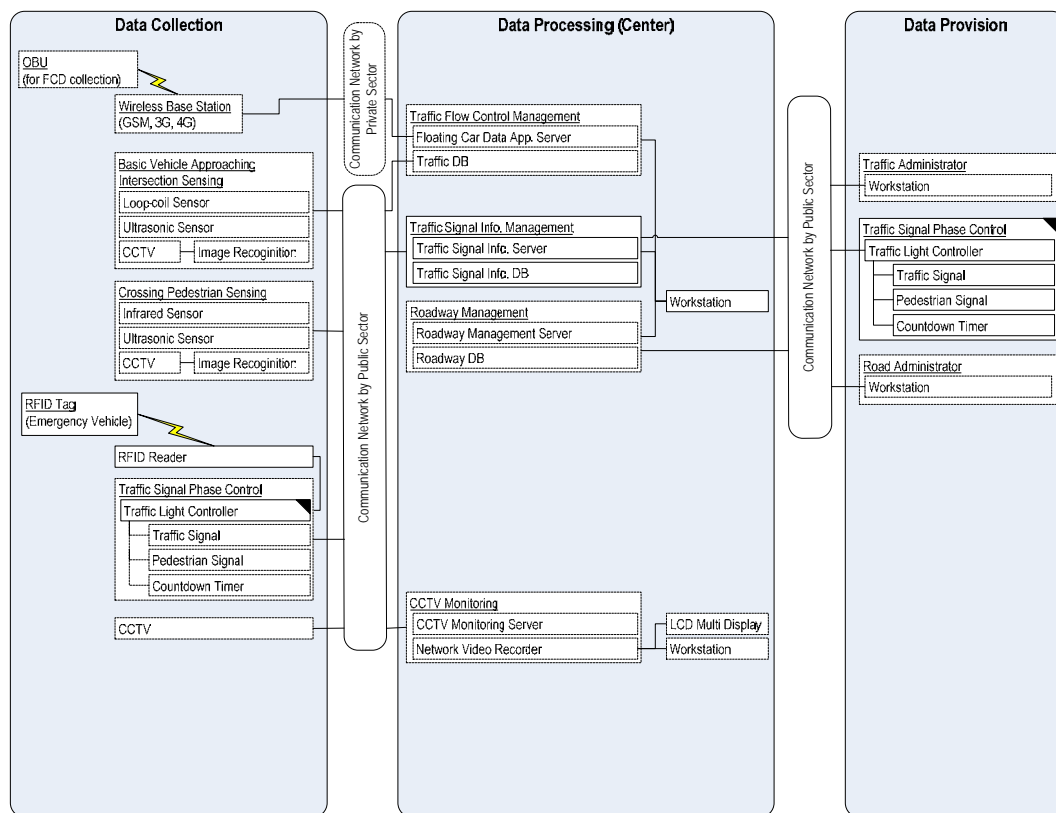 Data Collection
OBU
(for FCD collection)
Wireless Base Station
(GSM, 3G, 4G)
Basic Vehicle Approaching
Intersection Sensing
Loop-coil Sensor
Ultrasonic Sensor
CCTV
Image Recoginition
Crossing Pedestrian Sensing
Infrared Sensor
Ultrasonic Sensor
CCTV
Image Recoginition
RFID Tag
(Emergency Vehicle)
RFID Reader
Traffic Signal Phase Control
Traffic Light Controller
Traffic Signal
Pedestrian Signal
Countdown Timer
CCTV
Communication Network by
Private Sector
Communication Network by Public Sector
Data Processing (Center)
Traffic Flow Control Management
Floating Car Data App. Server
Traffic DB
Traffic Signal Info. Management
Traffic Signal Info. Server
Traffic Signal Info. DB
Workstation
Roadway Management
Roadway Management Server
Roadway DB
CCTV Monitoring
CCTV Monitoring Server
Network Video Recorder
LCD Multi Display
Workstation
Communication Network by Public Sector
Data Provision
Traffic Administrator
Workstation
Traffic Signal Phase Control
Traffic Light Controller
Traffic Signal
Pedestrian Signal
Countdown Timer
Road Administrator
Workstation